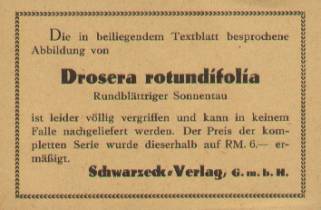 Die in beiliegendem Textblatt besprochene
Abbildung von
Drosera rotundifolia
Rundblättriger Sonnentau
ist leider völlig vergriffen und kann in keinem
Falle nachgeliefert werden. Der Preis der kom-
pletten Serie wurde dieserhalb auf RM. 6.— er-
mäßigt.
Schwarzeck-Verlag, G. m. b. H.